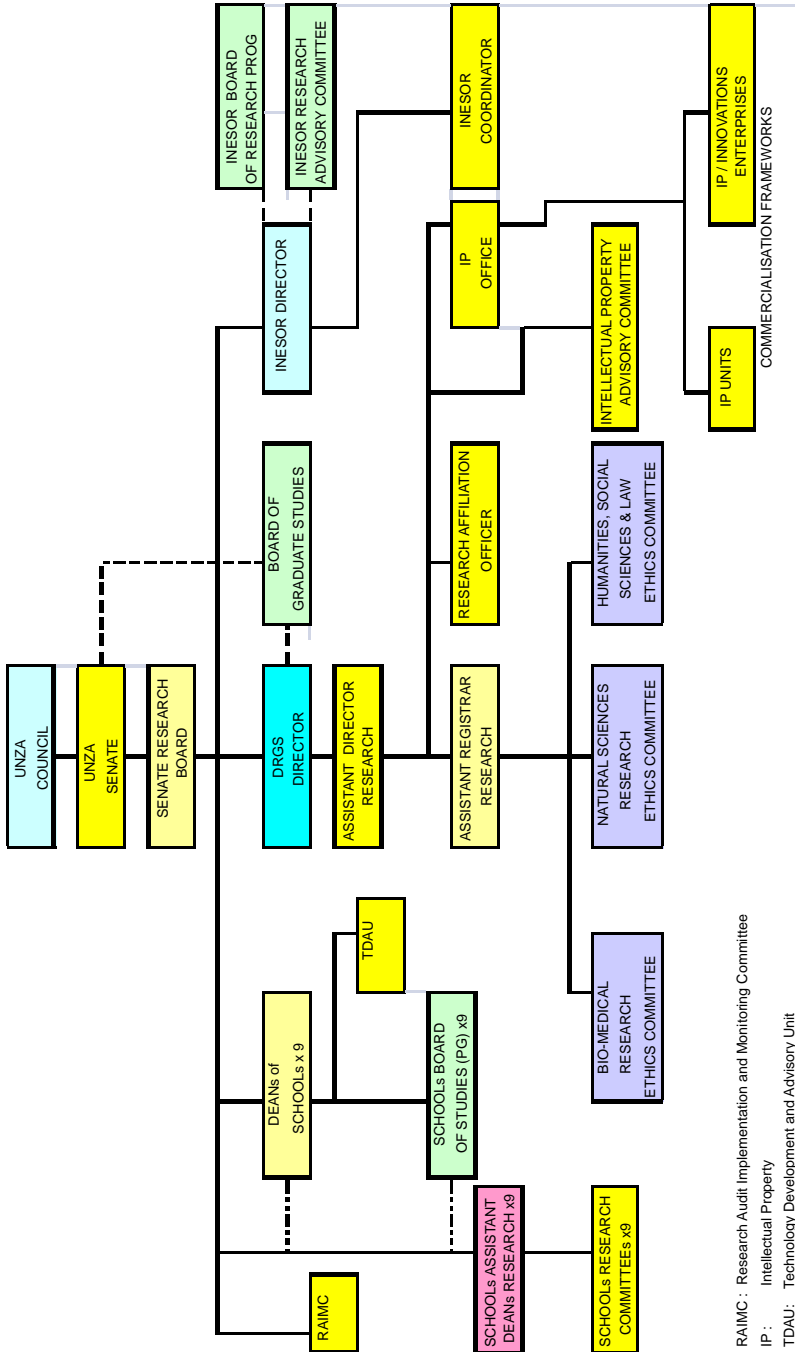 UNZA
COUNCIL
UNZA
SENATE
SENATE RESEARCH
BOARD
RAIMC
DEANs of
SCHOOLs x 9
DRGS
DIRECTOR
BOARD OF
GRADUATE STUDIES
INESOR DIRECTOR
INESOR BOARD
OF RESEARCH PROG
INESOR RESEARCH
ADVISORY COMMITTEE
TDAU
ASSISTANT DIRECTOR
RESEARCH
SCHOOLs BOARD
OF STUDIES (PG) x9
ASSISTANT REGISTRAR
RESEARCH
RESEARCH AFFILIATION
OFFICER
IP
OFFICE
INESOR
COORDINATOR
SCHOOLs ASSISTANT
DEANs RESEARCH x9
SCHOOLs RESEARCH
COMMITTEEs x9
BIO-MEDICAL
RESEARCH
ETHICS COMMITTEE
NATURAL SCIENCES
RESEARCH
ETHICS COMMITTEE
HUMANITIES, SOCIAL
SCIENCES & LAW
ETHICS COMMITTEE
INTELLECTUAL PROPERTY
ADVISORY COMMITTEE
IP UNITS
IP / INNOVATIONS
ENTERPRISES
COMMERCIALISATION FRAMEWORKS
RAIMC : Research Audit Implementation and Monitoring Committee
IP : Intellectual Property
TDAU: Technology Development and Advisory Unit